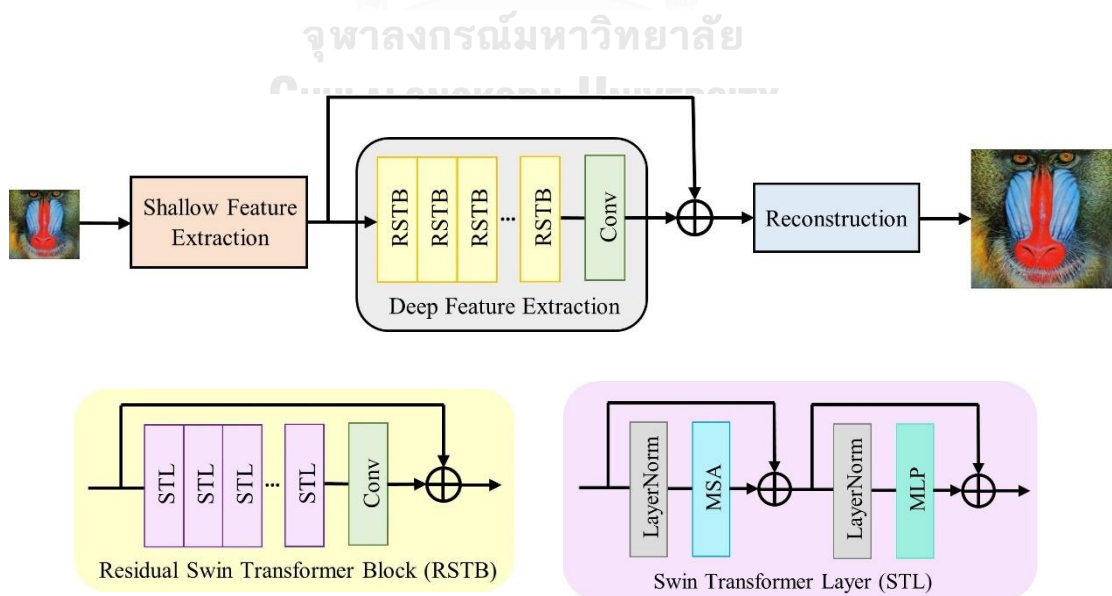 จุฬาลงกรณ์มหาวิทยาลัย
CHULALONGKORN UNIVERSITY
Shallow Feature
Extraction
RSTB
RSTB
RSTB
...
RSTB
Conv
Deep Feature Extraction
Reconstruction
STL
STL
STL
...
STL
Conv
Residual Swin Transformer Block (RSTB)
LayerNorm
MSA
LayerNorm
MLP
Swin Transformer Layer (STL)